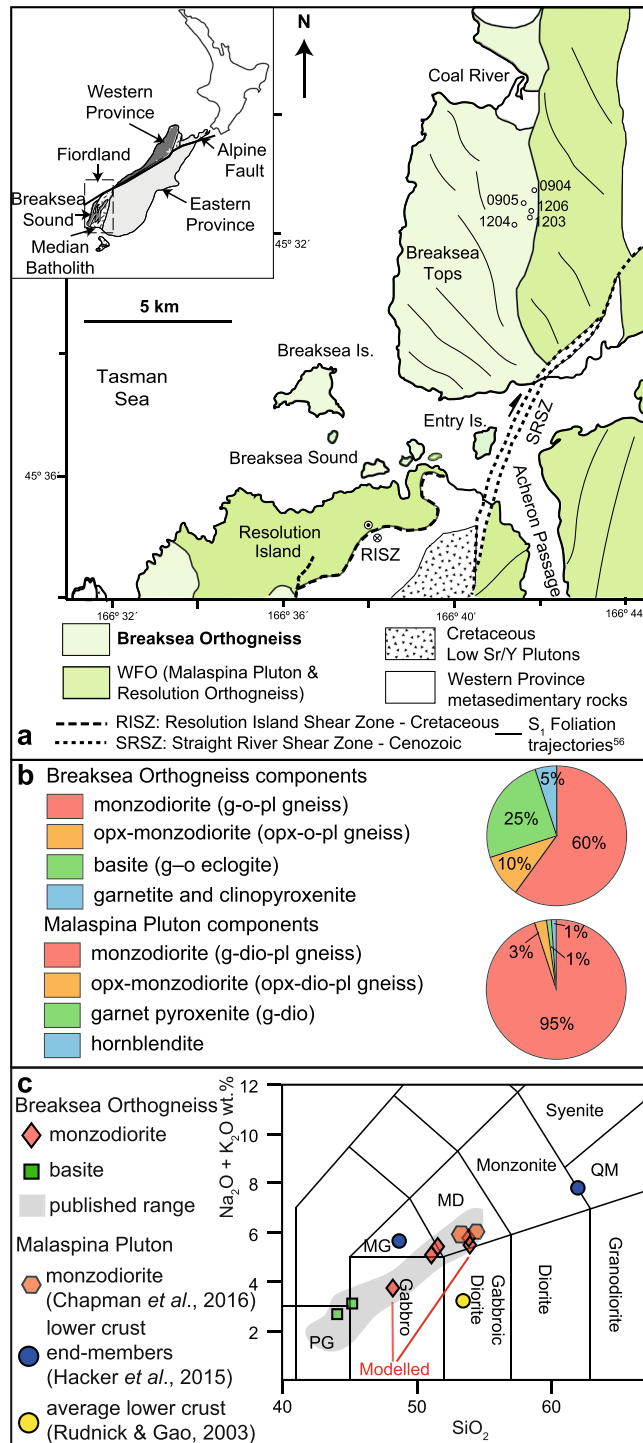 N
Western
Province
Fiordland
Breaksea
Sound
Median
Batholith
Alpine
Fault
Eastern
Province
Coal River
0904
0905
1206
1204
1203
45º 32´
Breaksea
Tops
5 km
Breaksea Is.
Tasman
Sea
Entry Is.
SRSZ
Breaksea Sound
45º 36´
Acheron Passage
Resolution
Island
RISZ
166º 32´
166º 36´
166º 40´
166º 44´
Breaksea Orthogneiss
WFO (Malaspina Pluton &
Resolution Orthogneiss)
Cretaceous
Low Sr/Y Plutons
Western Province
metasedimentary rocks
RISZ: Resolution Island Shear Zone - Cretaceous
SRSZ: Straight River Shear Zone - Cenozoic
S1 Foliation
trajectories56
a
b
Breaksea Orthogneiss components
monzodiorite (g-o-pl gneiss)
opx-monzodiorite (opx-o-pl gneiss)
basite (g–o eclogite)
garnetite and clinopyroxenite
5%
25%
60%
10%
Malaspina Pluton components
monzodiorite (g-dio-pl gneiss)
opx-monzodiorite (opx-dio-pl gneiss)
garnet pyroxenite (g-dio)
hornblendite
1%
3%
1%
95%
c
Breaksea Orthogneiss
monzodiorite
basite
published range
Malaspina Pluton
monzodiorite
(Chapman et al., 2016)
lower crust
end-members
(Hacker et al., 2015)
average lower crust
(Rudnick & Gao, 2003)
Na2O + K2O wt.%
12
10
8
6
4
2
Syenite
Monzonite
QM
MD
MG
Gabbro
Gabbroic
Diorite
Diorite
Granodiorite
PG
Modelled
40
50
60
SiO2